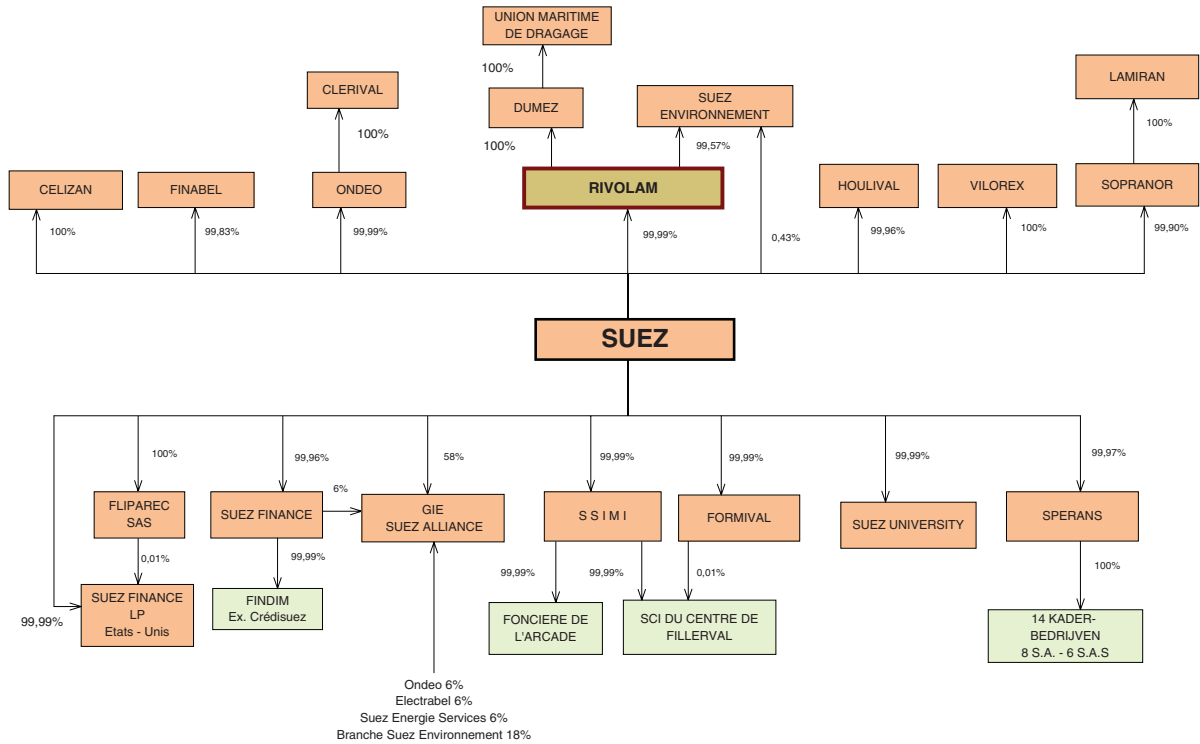 UNION MARITIME
DE DRAGAGE
100%
CLERIVAL
DUMEZ
SUEZ
ENVIRONNEMENT
LAMIRAN
100%
100%
99,57%
100%
CELIZAN
FINABEL
ONDEO
RIVOLAM
HOULIVAL
VILOREX
SOPRANOR
100%
99,83%
99,99%
99,99%
0,43%
99,96%
100%
99,90%
SUEZ
100%
99,96%
58%
99,99%
99,99%
99,99%
99,97%
FLIPAREC
SAS
SUEZ FINANCE
6%
GIE
SUEZ ALLIANCE
S S I M I
FORMIVAL
SUEZ UNIVERSITY
SPERANS
0,01%
99,99%
99,99%
99,99%
0,01%
100%
99,99%
SUEZ FINANCE
LP
Etats - Unis
FINDIM
Ex. Crédisuez
FONCIERE DE
L'ARCADE
SCI DU CENTRE DE
FILLERVAL
14 KADER-
BEDRIJVEN
8 S.A. - 6 S.A.S
Ondeo 6%
Electrabel 6%
Suez Energie Services 6%
Branche Suez Environnement 18%